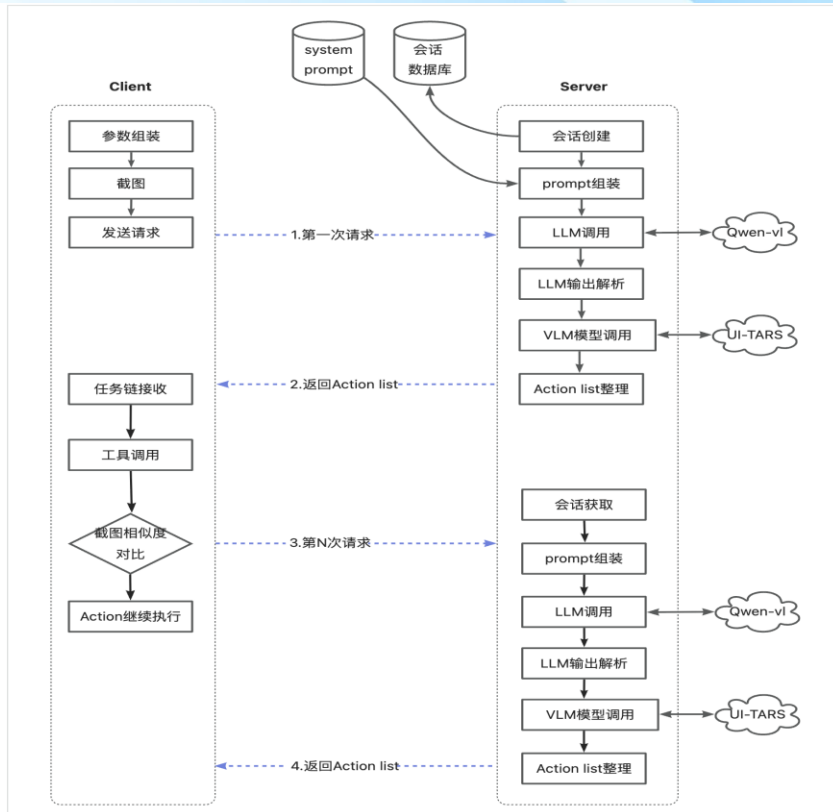 system
prompt
会话
数据库
Client
Server
参数组装
截图
发送请求
1.第一次请求
会话创建
prompt组装
LLM调用
Qwen-vl
LLM输出解析
VLM模型调用
UI-TARS
Action list整理
2.返回Action list
任务链接收
工具调用
截图相似度
对比
Action继续执行
3.第N次请求
会话获取
prompt组装
LLM调用
Qwen-vl
LLM输出解析
VLM模型调用
UI-TARS
Action list整理
4.返回Action list